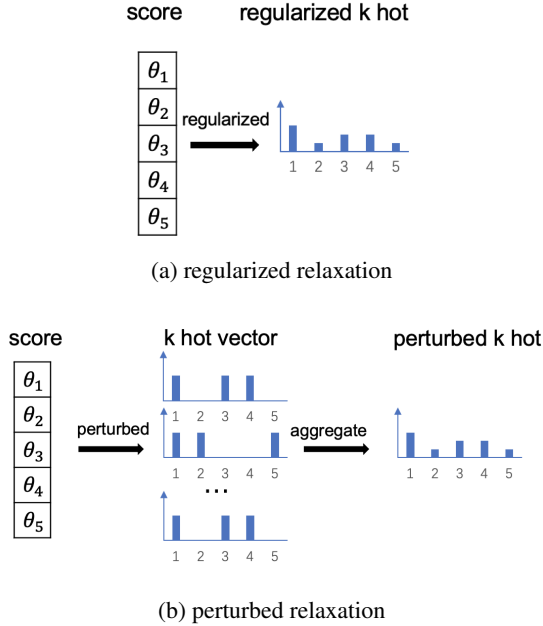 score regularized k hot
θ1
θ2
θ3
θ4
θ5
regularized
1 2 3 4 5
(a) regularized relaxation
score k hot vector perturbed k hot
θ1
θ2
θ3
θ4
θ5
perturbed
1 2 3 4 5
1 2 3 4 5
...
1 2 3 4 5
aggregate
1 2 3 4 5
(b) perturbed relaxation